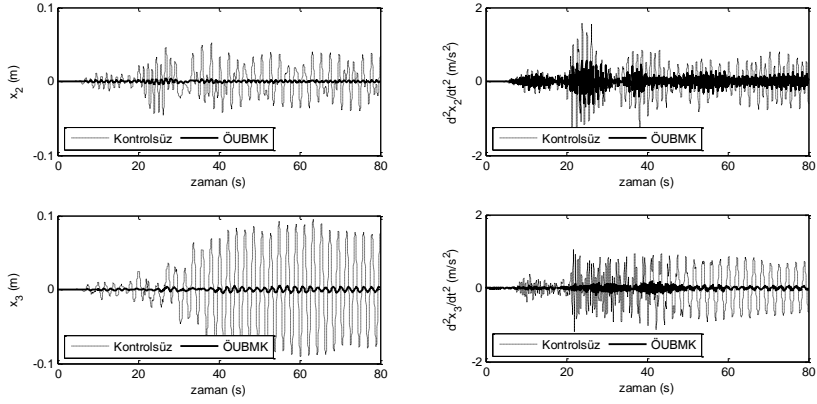 0.1
x2 (m)
0
-0.1
Kontrolsüz ÖUBMK
0 20 40 60 80
zaman (s)
2
d²x2/dt² (m/s²)
0
-2
Kontrolsüz ÖUBMK
0 20 40 60 80
zaman (s)
0.1
x3 (m)
0
-0.1
Kontrolsüz ÖUBMK
0 20 40 60 80
zaman (s)
2
d²x3/dt² (m/s²)
0
-2
Kontrolsüz ÖUBMK
0 20 40 60 80
zaman (s)